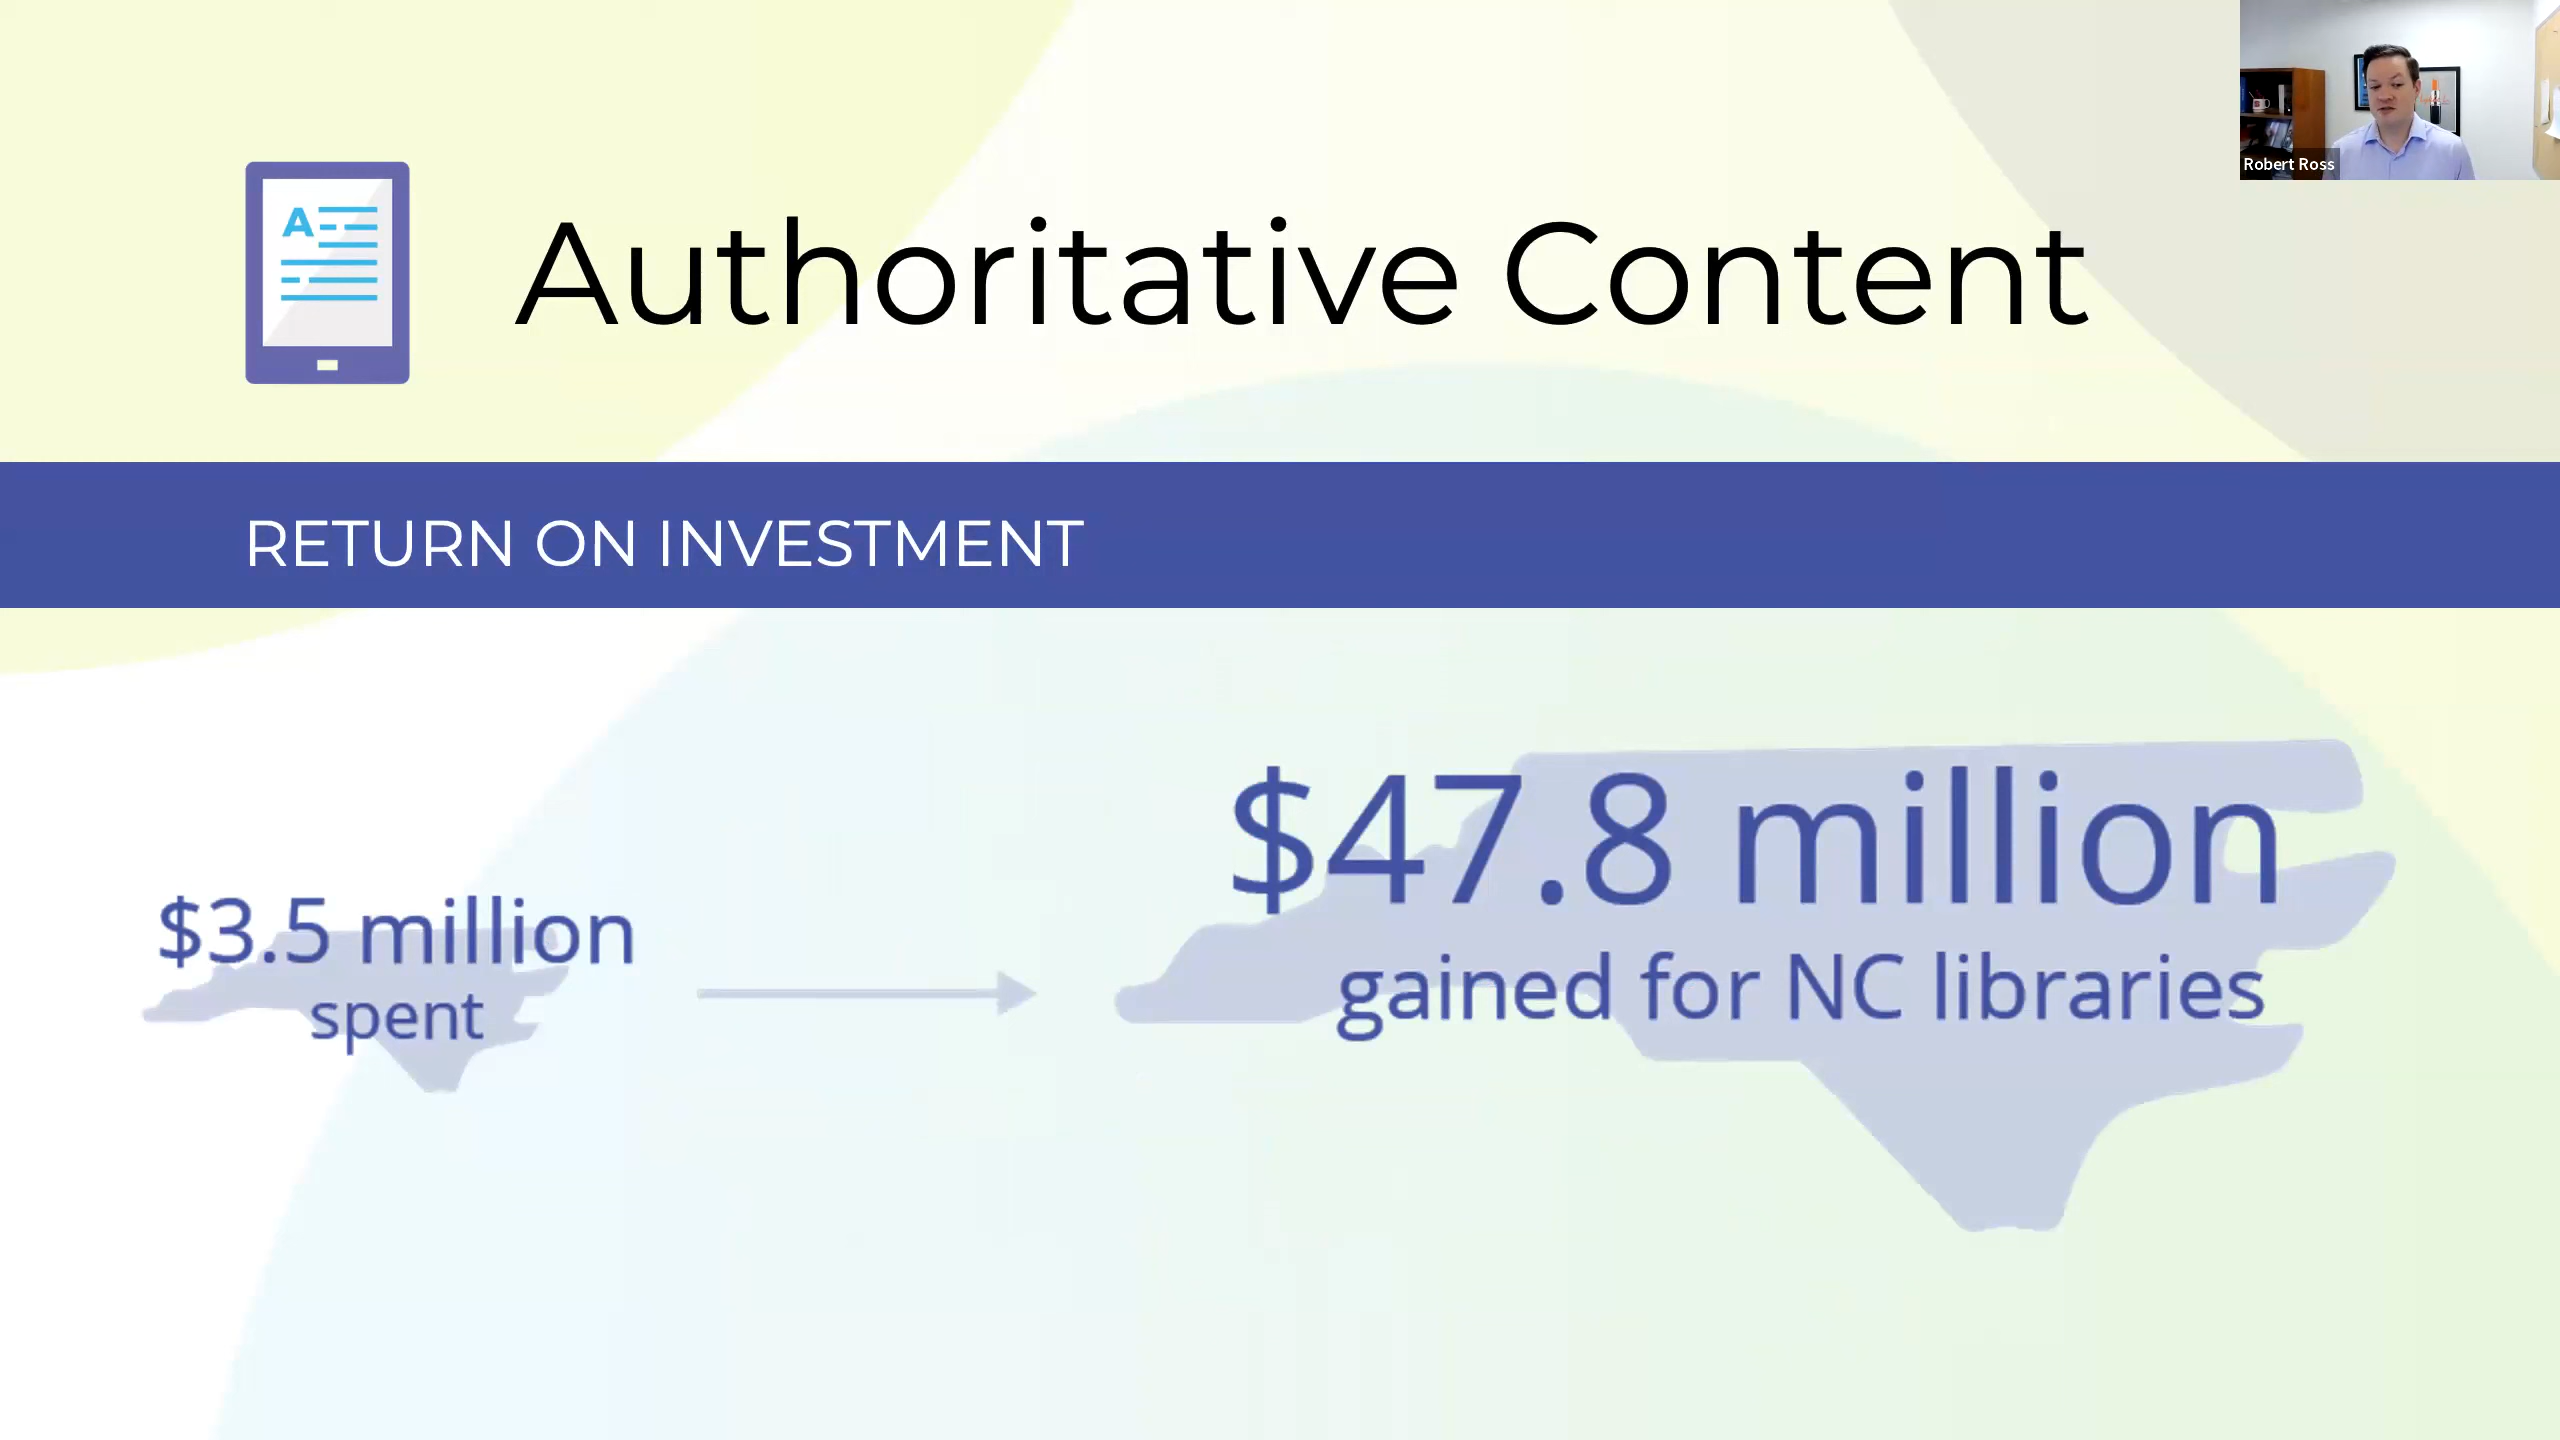 Robert Ross
A
Authoritative Content
RETURN ON INVESTMENT
$3.5 million
spent
$47.8 million
gained for NC libraries